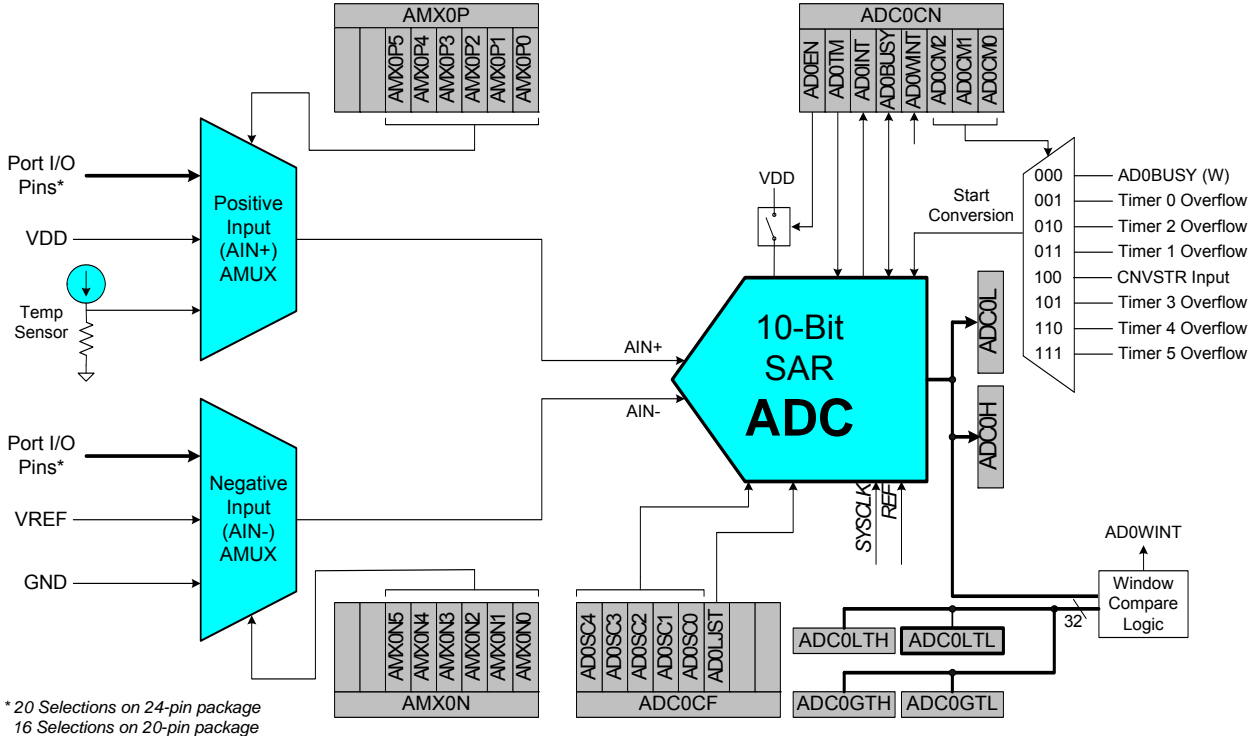 AMX0P
AMX0P5
AMX0P4
AMX0P3
AMX0P2
AMX0P1
AMX0P0
ADC0CN
AD0EN
AD0TM
AD0INT
AD0BUSY
AD0WINT
AD0CM2
AD0CM1
AD0CM0
Port I/O
Pins*
VDD
Temp
Sensor
Positive
Input
(AIN+)
AMUX
VDD
Start
Conversion
000
AD0BUSY (W)
001
Timer 0 Overflow
010
Timer 2 Overflow
011
Timer 1 Overflow
100
CNVSTR Input
101
Timer 3 Overflow
110
Timer 4 Overflow
111
Timer 5 Overflow
AIN+
AIN-
10-Bit
SAR
ADC
ADC0L
ADC0H
SYSCLK
REF
Port I/O
Pins*
VREF
GND
Negative
Input
(AIN-)
AMUX
AMX0N5
AMX0N4
AMX0N3
AMX0N2
AMX0N1
AMX0N0
AMX0N
AD0SC4
AD0SC3
AD0SC2
AD0SC1
AD0SC0
AD0LJST
ADC0CF
AD0WINT
Window
Compare
Logic
32
ADC0LTH
ADC0LTL
ADC0GTH
ADC0GTL
* 20 Selections on 24-pin package
16 Selections on 20-pin package